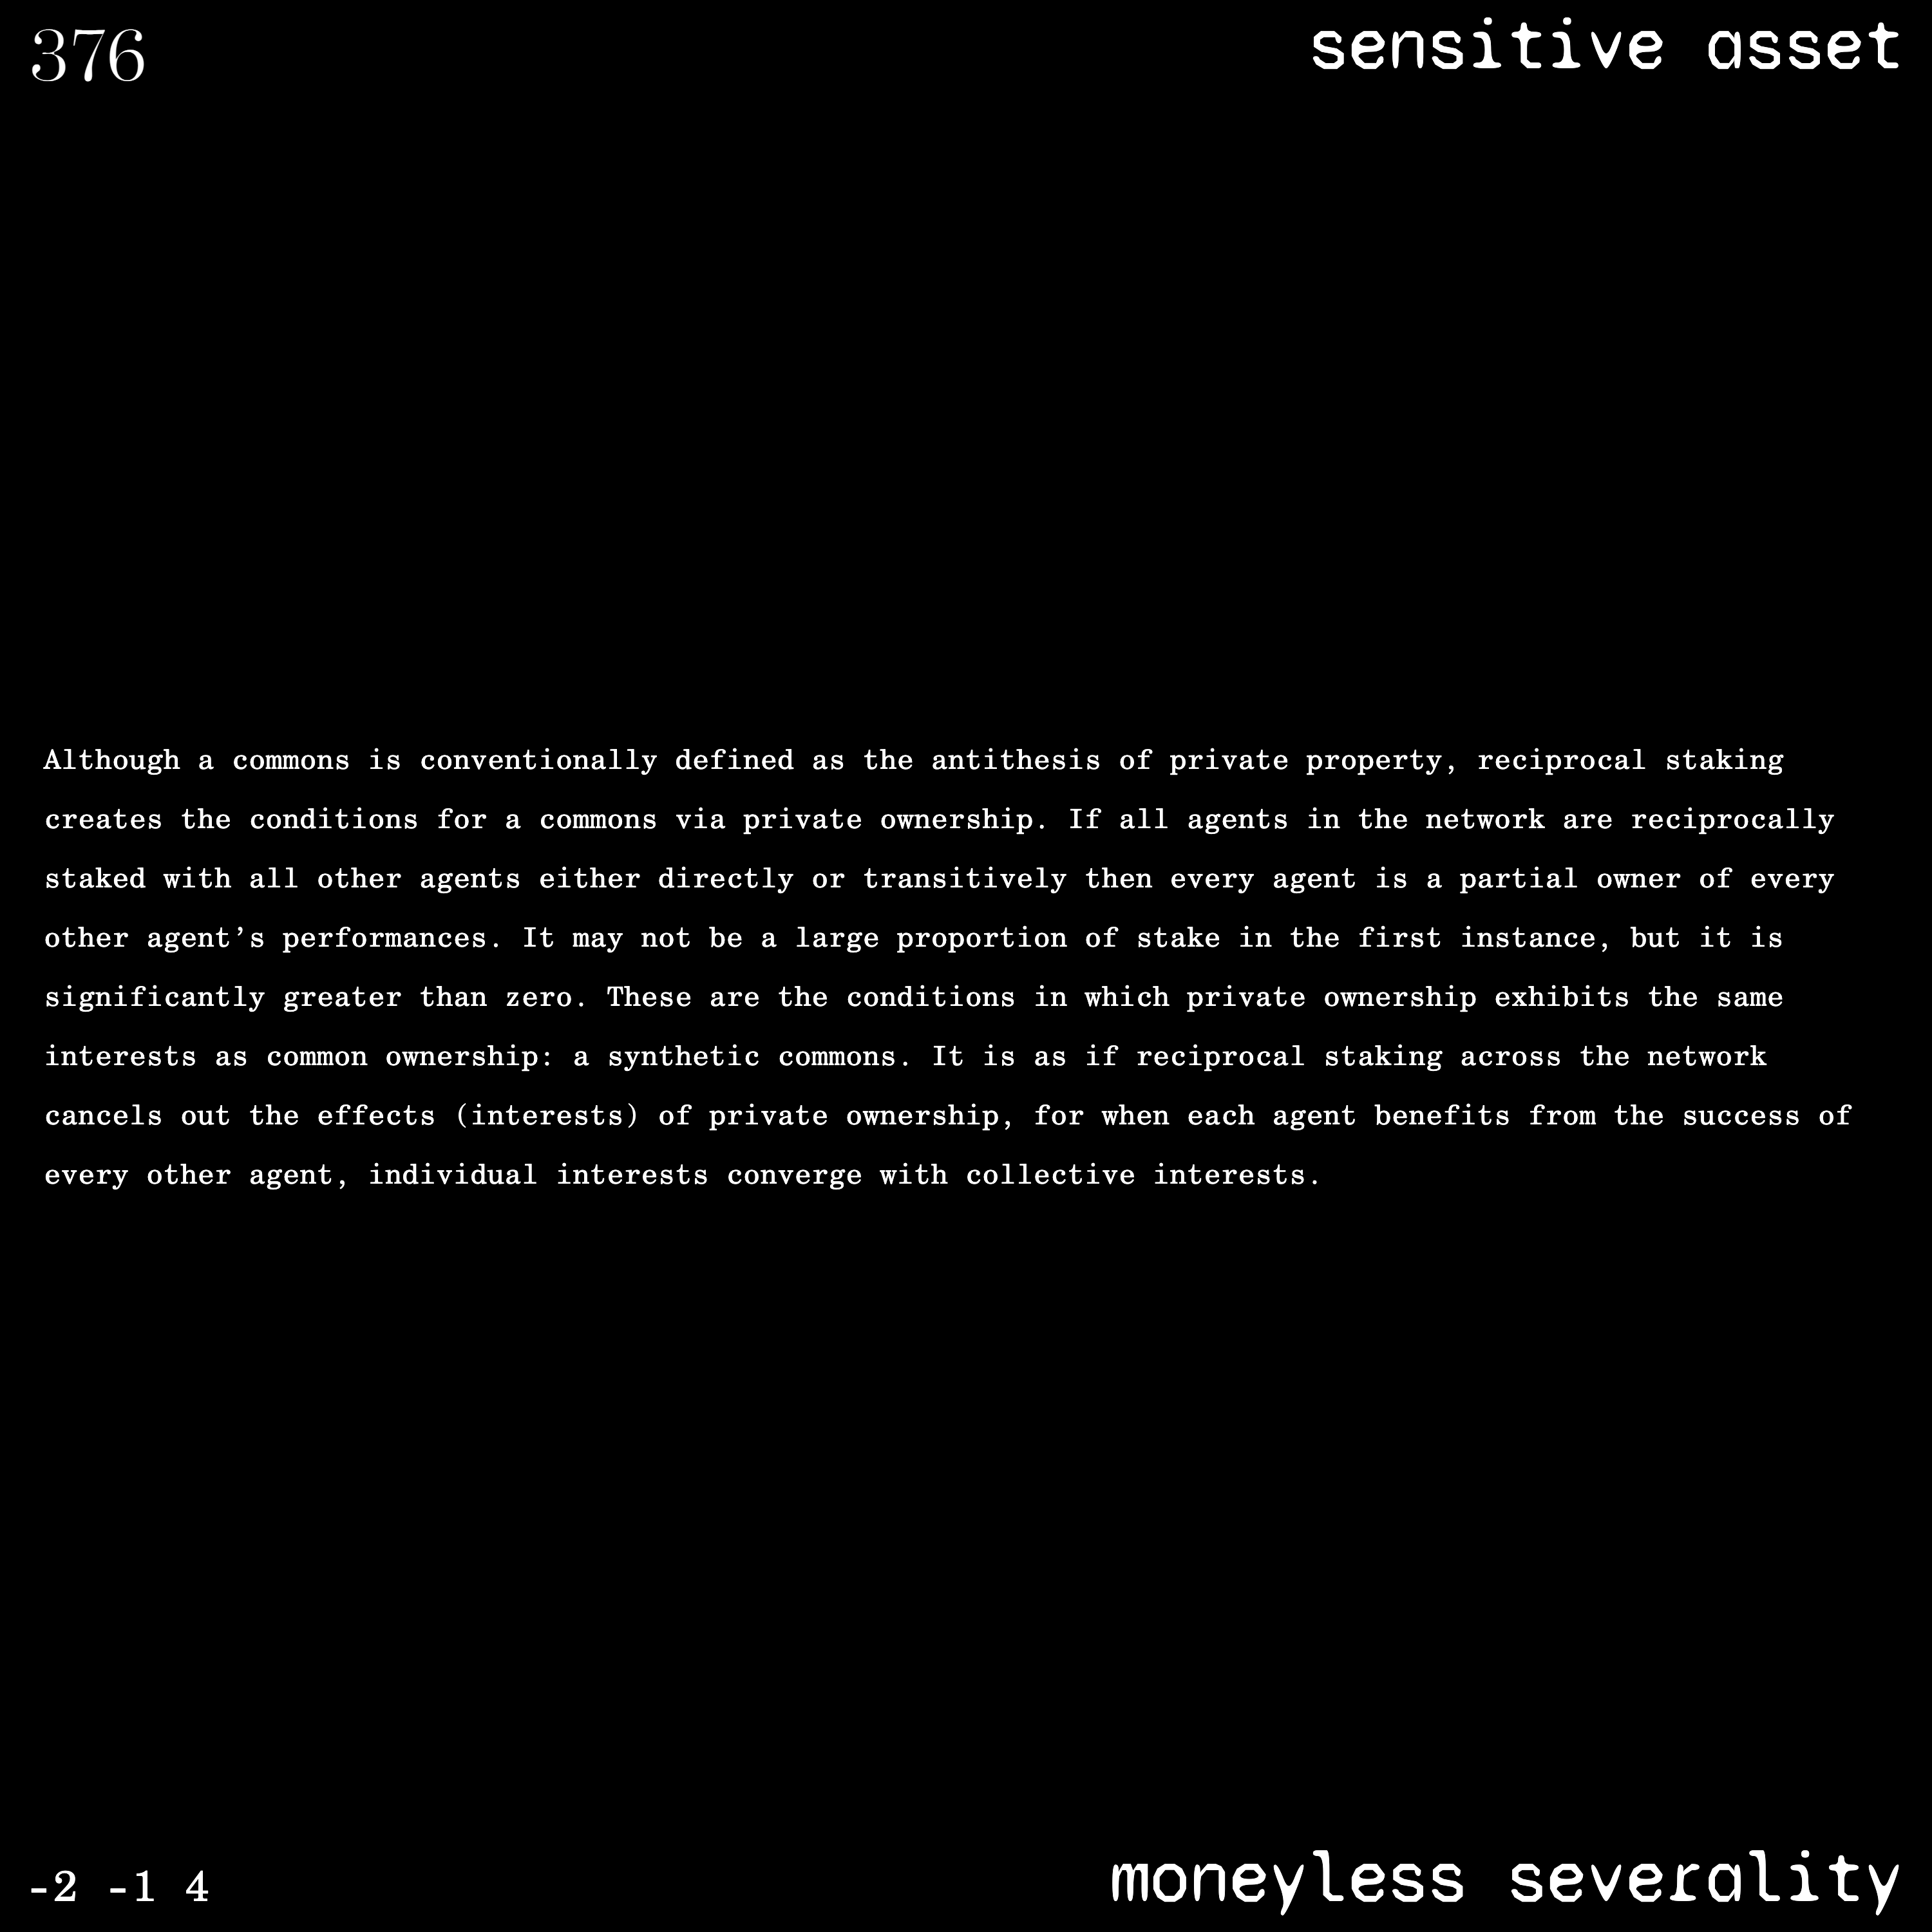 376
sensitive asset
Although a commons is conventionally defined as the antithesis of private property, reciprocal staking
creates the conditions for a commons via private ownership. If all agents in the network are reciprocally
staked with all other agents either directly or transitively then every agent is a partial owner of every
other agent’s performances. It may not be a large proportion of stake in the first instance, but it is
significantly greater than zero. These are the conditions in which private ownership exhibits the same
interests as common ownership: a synthetic commons. It is as if reciprocal staking across the network
cancels out the effects (interests) of private ownership, for when each agent benefits from the success of
every other agent, individual interests converge with collective interests.
-2 -1 4
moneyless severality